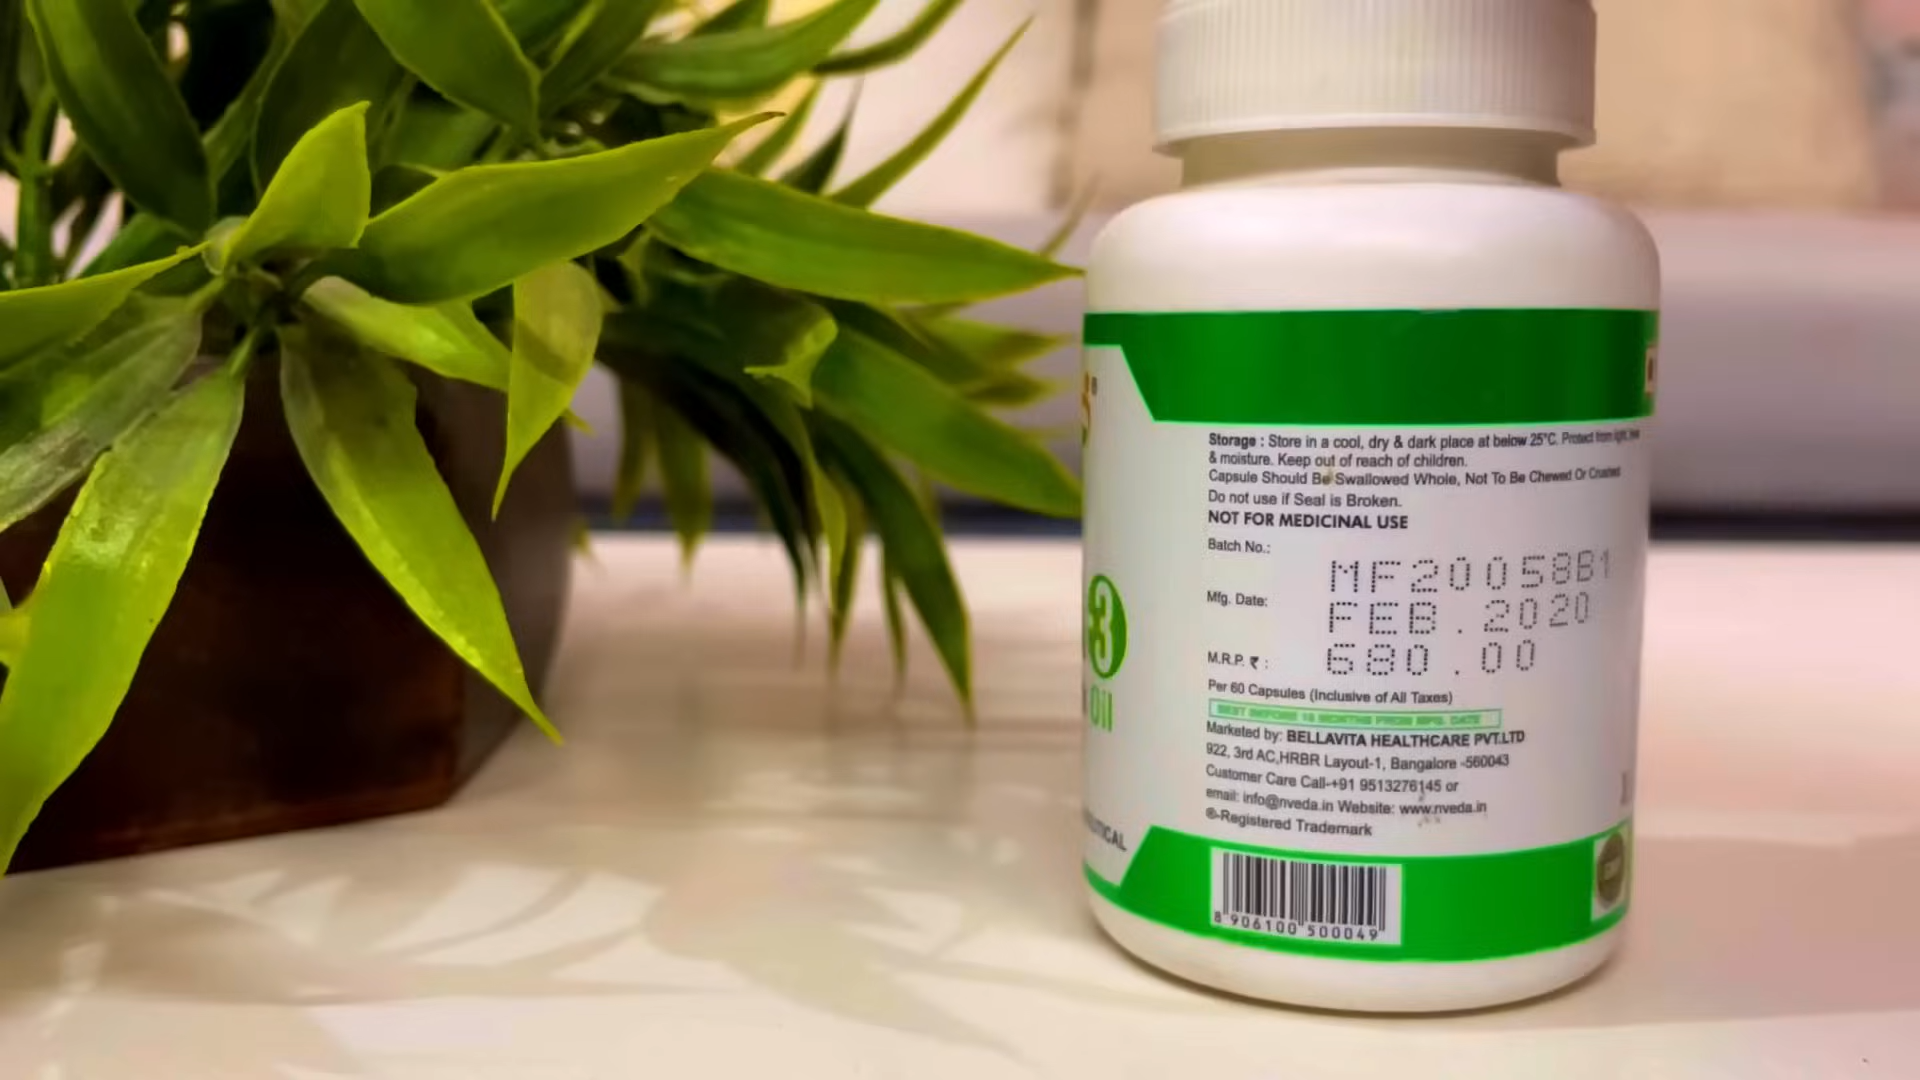 Storage : Store in a cool, dry & dark place at below 25°C. Protect from light, heat
& moisture. Keep out of reach of children.
Capsule Should Be Swallowed Whole, Not To Be Chewed Or Crushed
Do not use if Seal is Broken.
NOT FOR MEDICINAL USE
Batch No.: MF20058B1
Mfg. Date: FEB.2020
M.R.P. ₹ : 680.00
Per 60 Capsules (Inclusive of All Taxes)
BEST BEFORE 18 MONTHS FROM MFG. DATE
Marketed by: BELLAVITA HEALTHCARE PVT.LTD
922, 3rd AC,HRBR Layout-1, Bangalore -560043
Customer Care Call-+91 9513276145 or
email: info@nveda.in Website: www.nveda.in
®-Registered Trademark
8 906100 500049
3
Oil